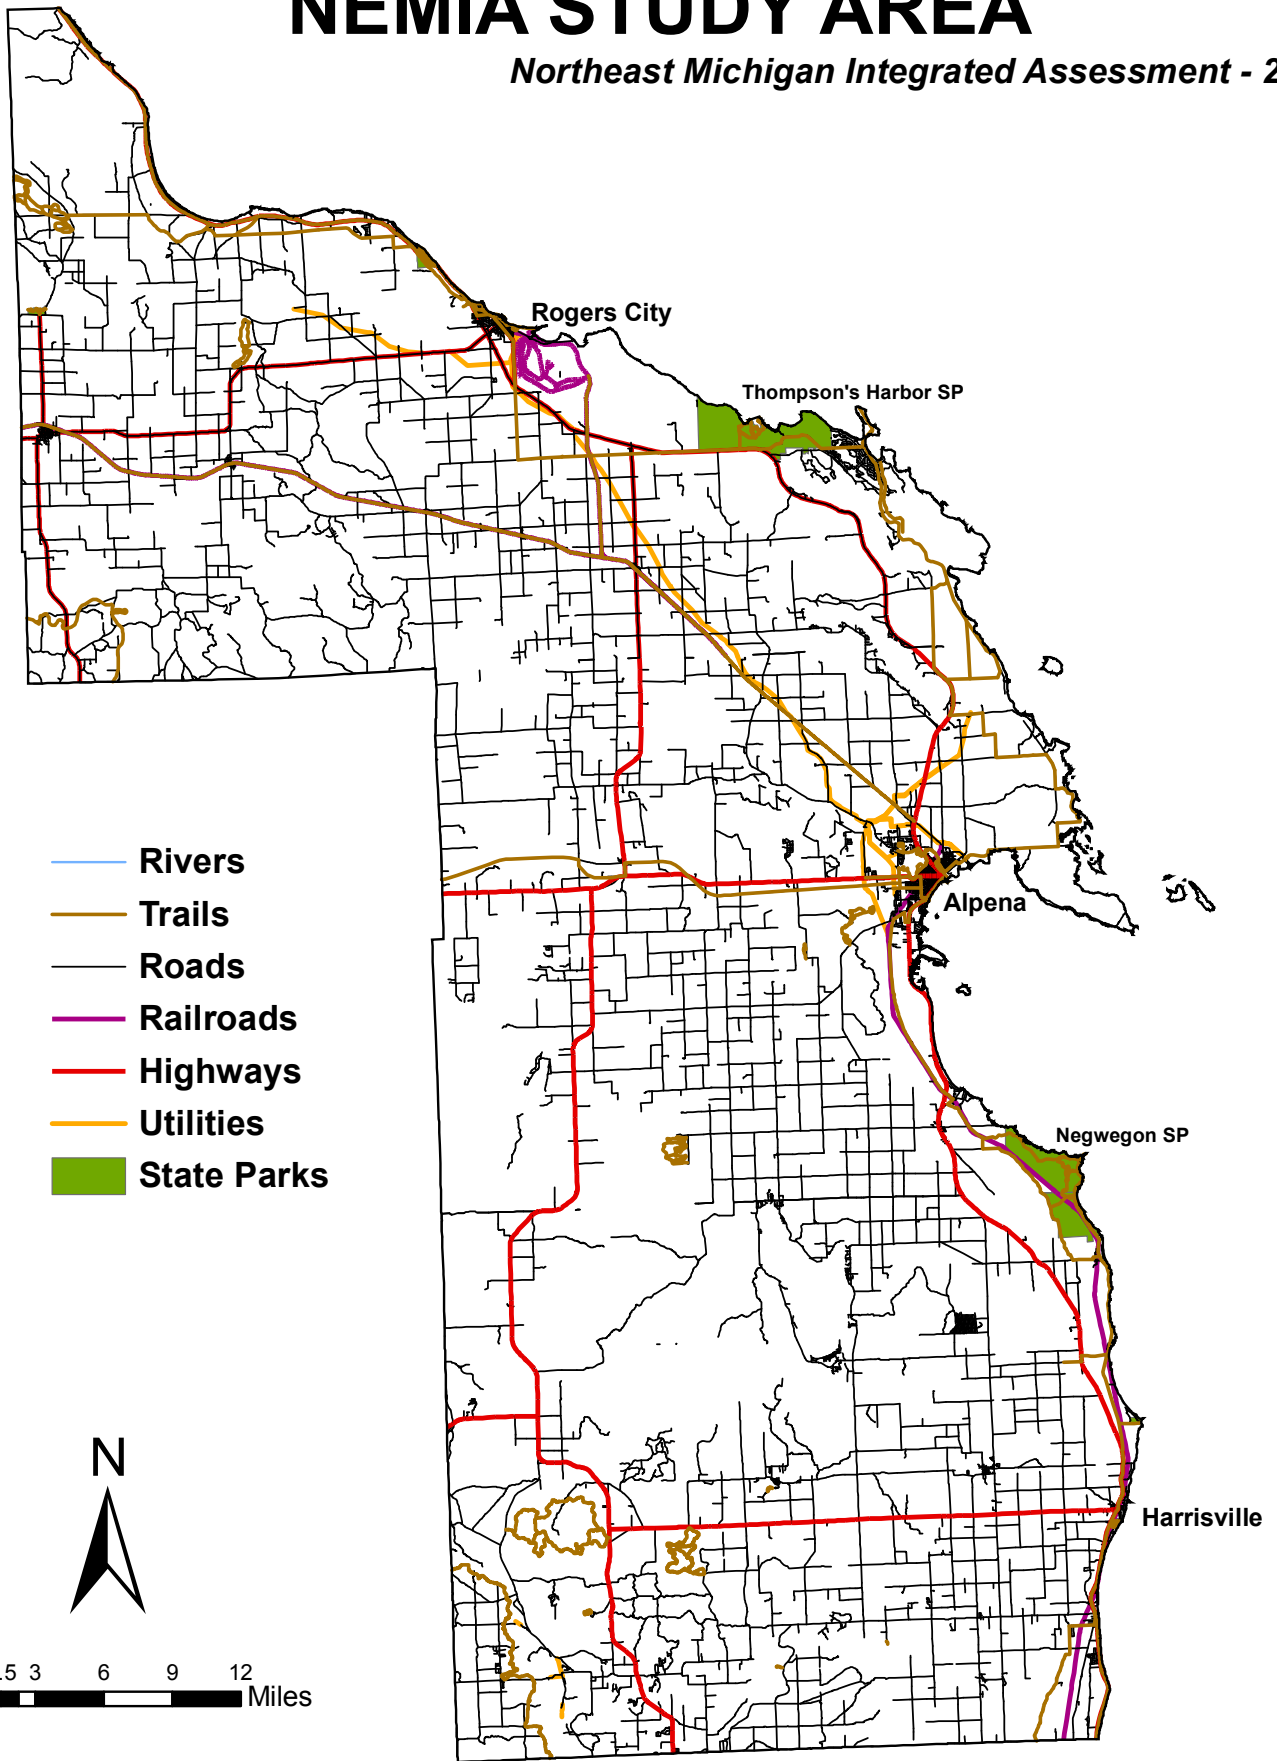 NEMIA STUDY AREA
Northeast Michigan Integrated Assessment - 2
Rogers City
Thompson's Harbor SP
Rivers
Trails
Roads
Railroads
Highways
Utilities
State Parks
Alpena
Negwegon SP
N
Harrisville
.5 3 6 9 12
Miles